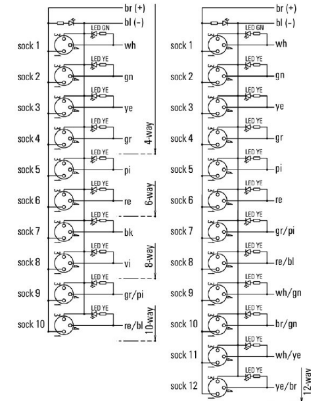 br (+)
bl (−)
LED GN
sock 1
wh
LED YE
sock 2
gn
LED YE
sock 3
ye
LED YE
sock 4
gr
4-way
LED YE
sock 5
pi
LED YE
sock 6
re
6-way
LED YE
sock 7
bk
LED YE
sock 8
vi
8-way
LED YE
sock 9
gr/pi
LED YE
sock 10
re/bl
10-way
br (+)
bl (−)
LED GN
sock 1
wh
LED YE
sock 2
gn
LED YE
sock 3
ye
LED YE
sock 4
gr
LED YE
sock 5
pi
LED YE
sock 6
re
LED YE
sock 7
gr/pi
LED YE
sock 8
re/bl
LED YE
sock 9
wh/gn
LED YE
sock 10
br/gn
LED YE
sock 11
wh/ye
LED YE
sock 12
ye/br
12-way